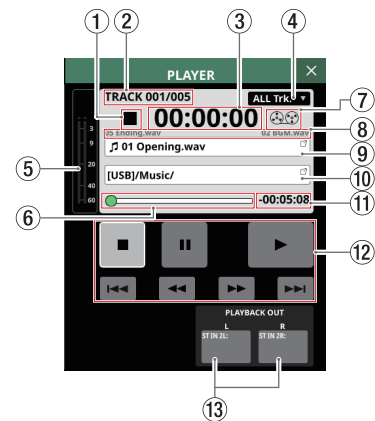 ① ② ③ ④
PLAYER ×
TRACK 001/005 ALL Trk. ▼
00:00:00
⑦
♫5 Ending.wav 02 BGM.wav
⑧
♫ 01 Opening.wav
⑨
[USB]/Music/
⑩
-00:05:08
⑪
3
9
20
40
60
⑤
⑥
⑫
PLAYBACK OUT
L R
ST IN 2L: ST IN 2R:
⑬